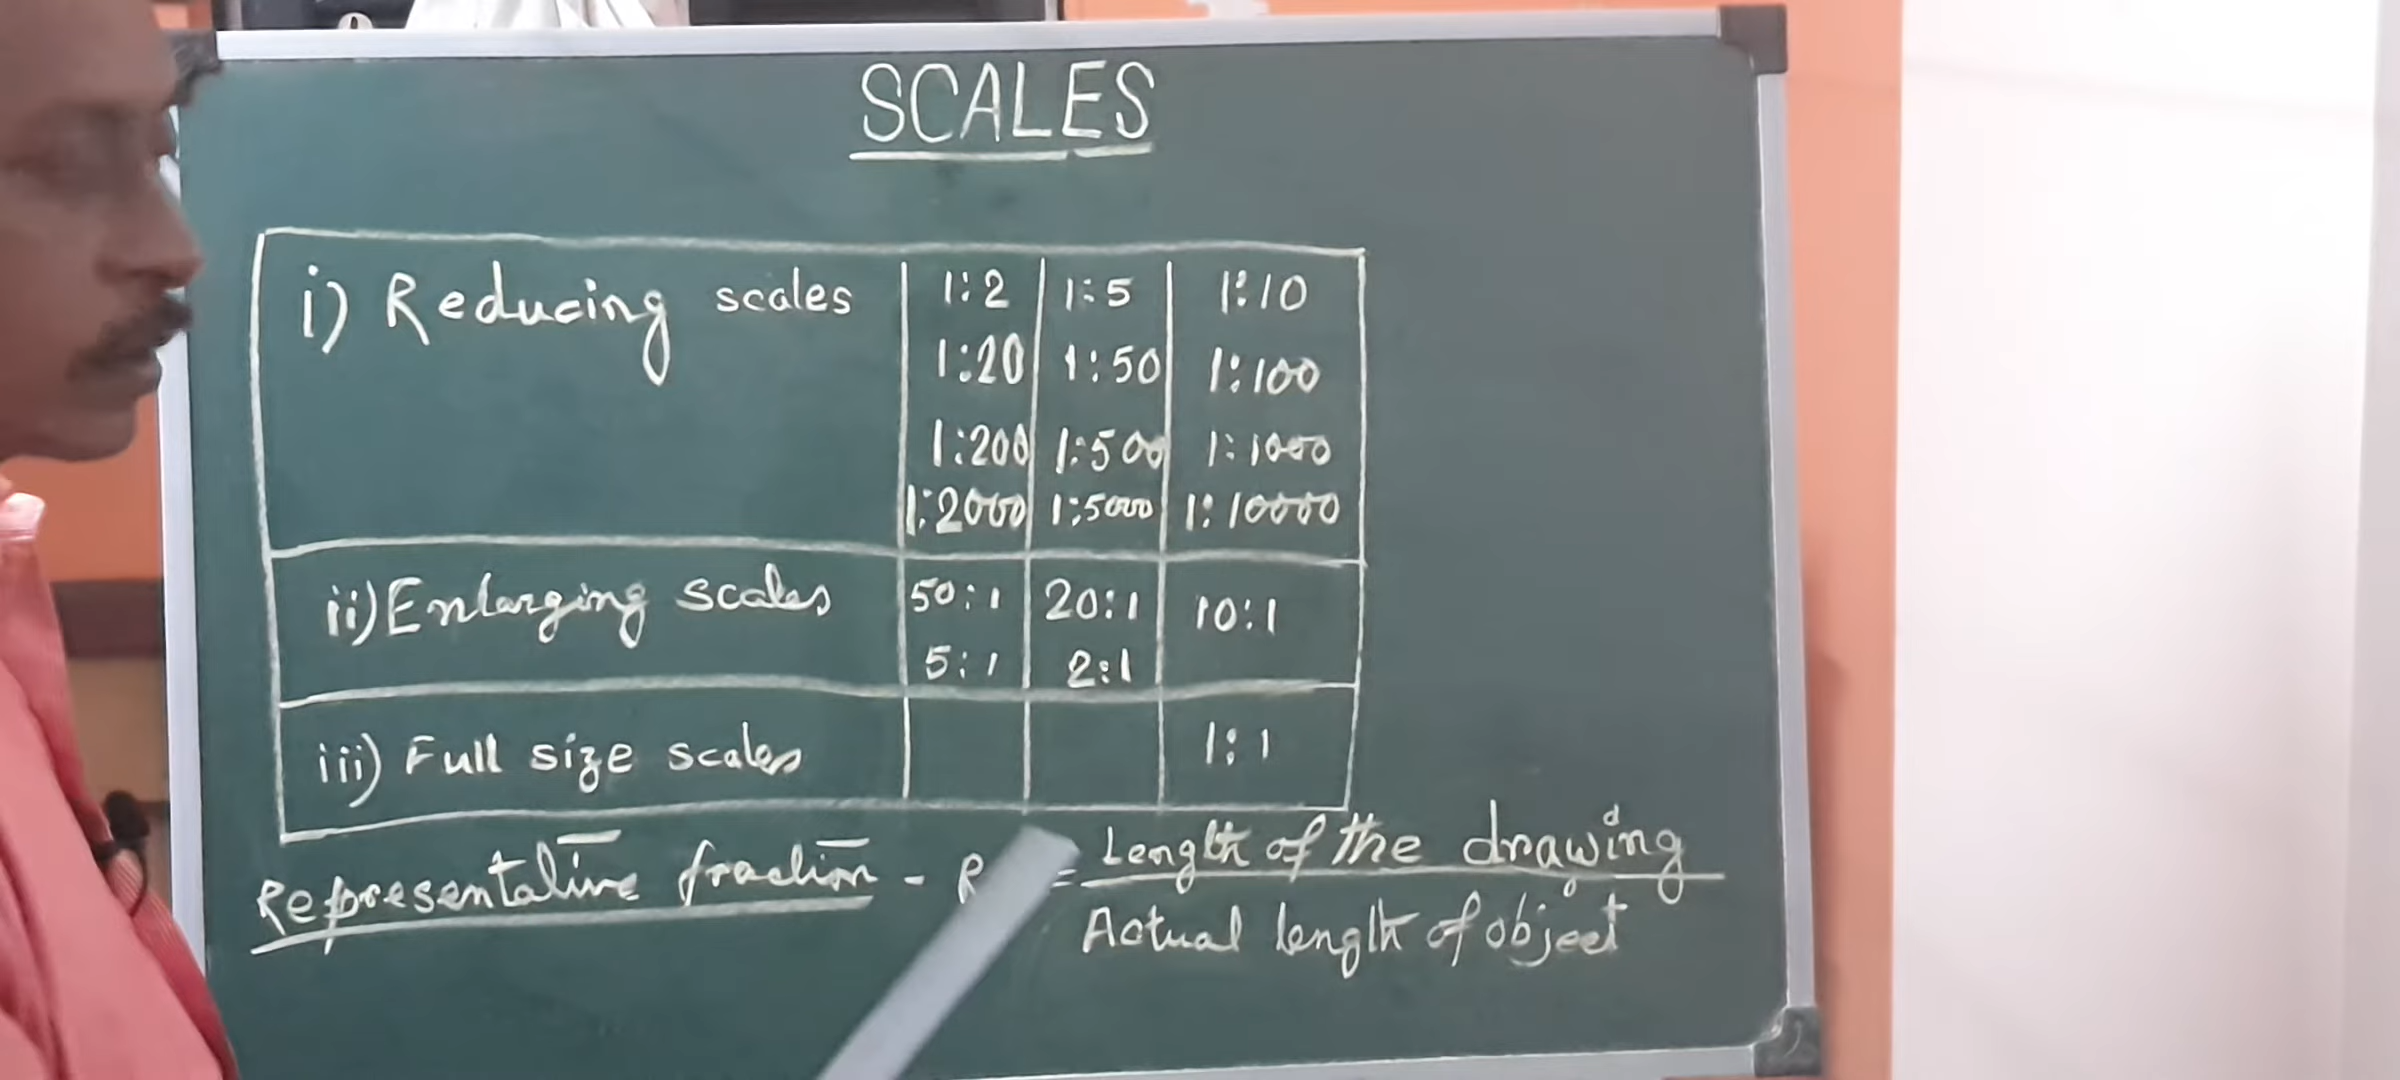 SCALES
i) Reducing scales 1:2 1:5 1:10
1:20 1:50 1:100
1:200 1:500 1:1000
1:2000 1:5000 1:10000
ii) Enlarging scales 50:1 20:1 10:1
5:1 2:1
iii) Full size scales 1:1
Representative fraction - R = Length of the drawing
Actual length of object